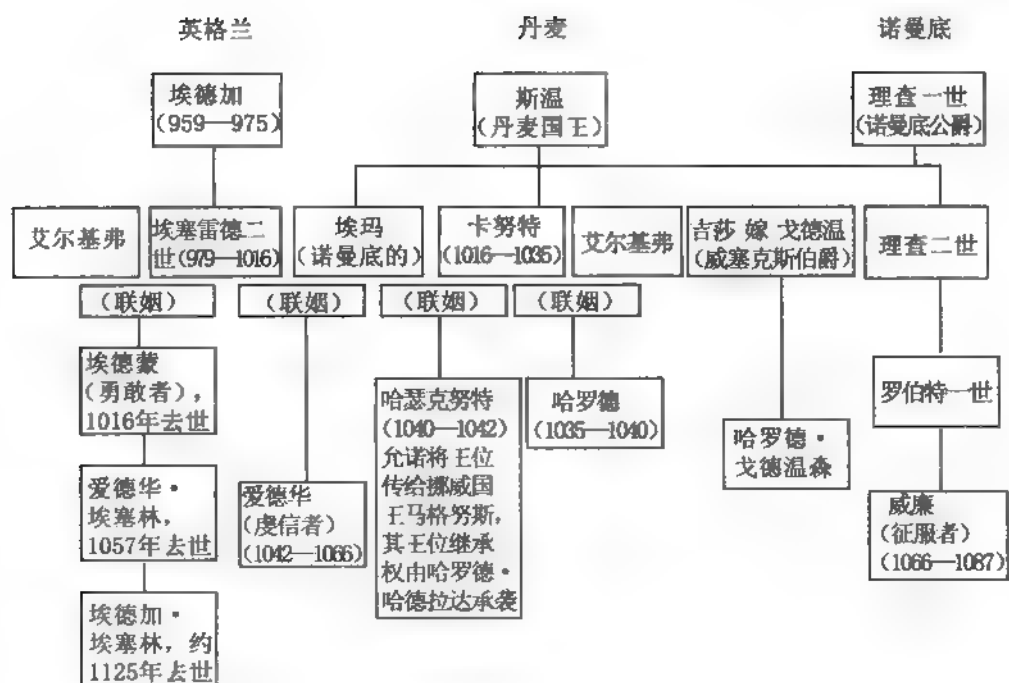 英格兰
丹麦
诺曼底
埃德加
(959—975)
斯温
(丹麦国王)
理查一世
(诺曼底公爵)
艾尔基弗
埃塞雷德二
世(979—1016)
埃玛
(诺曼底的)
卡努特
(1016—1035)
艾尔基弗
吉莎 嫁 戈德温
(威塞克斯伯爵)
理查二世
(联姻)
(联姻)
(联姻)
(联姻)
埃德蒙
(勇敢者),
1016年去世
哈瑟克努特
(1040—1042)
允诺将王位
传给挪威国
王马格努斯,
其王位继承
权由哈罗德·
哈德拉达承袭
哈罗德
(1035—1040)
哈罗德·
戈德温森
罗伯特一世
爱德华·
埃塞林,
1057年去世
爱德华
(虔信者)
(1042—1066)
威廉
(征服者)
(1066—1087)
埃德加·
埃塞林, 约
1125年去世